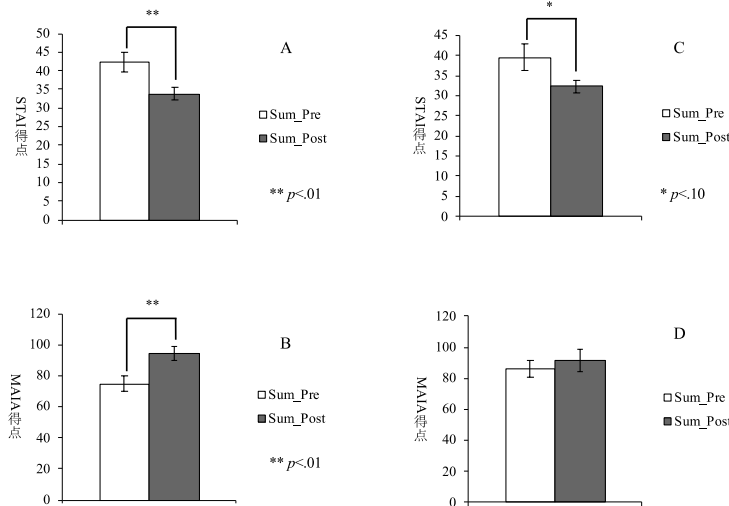 **
50
45
40
35
30
25
20
15
10
5
0
STAI得点
A
Sum_Pre
Sum_Post
** p<.01
*
45
40
35
30
25
20
15
10
5
0
STAI得点
C
Sum_Pre
Sum_Post
* p<.10
**
120
100
80
60
40
20
0
MAIA得点
B
Sum_Pre
Sum_Post
** p<.01
120
100
80
60
40
20
0
MAIA得点
D
Sum_Pre
Sum_Post